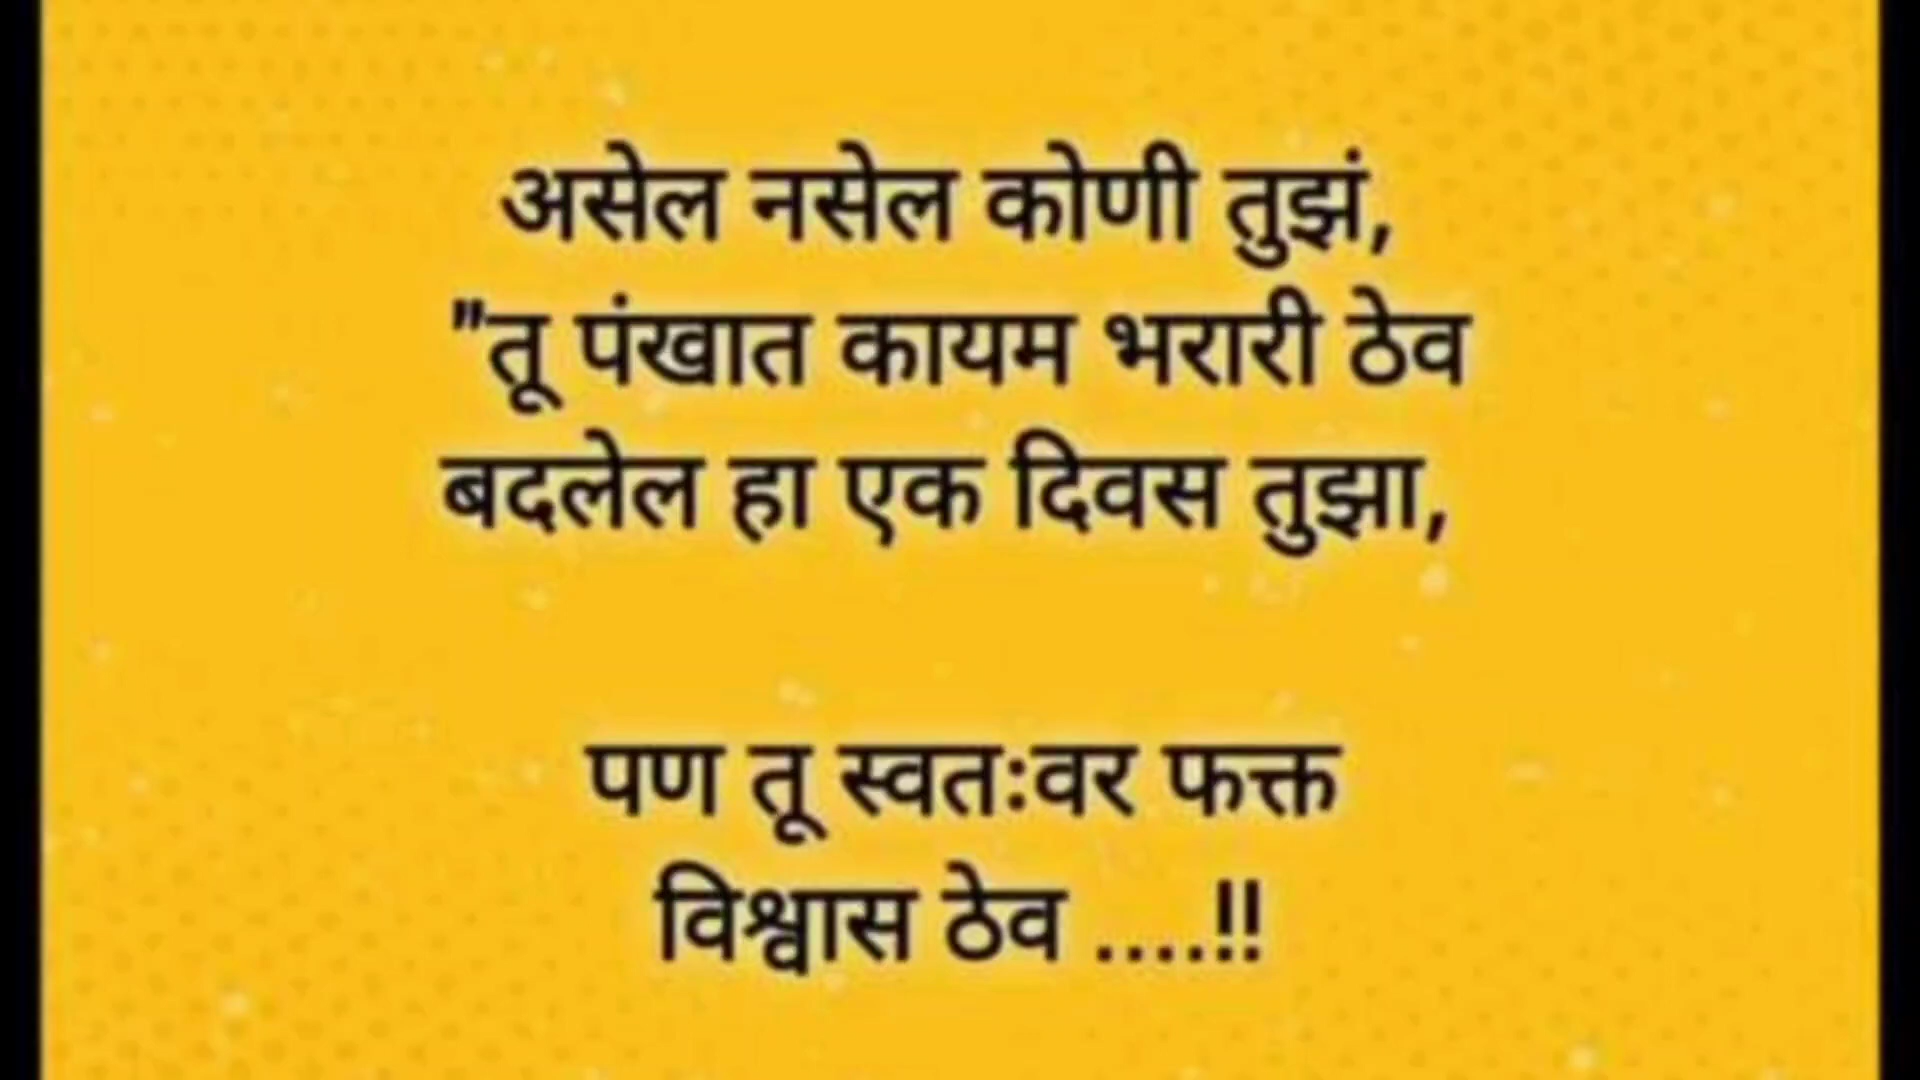 असेल नसेल कोणी तुझं,
"तू पंखात कायम भरारी ठेव
बदलेल हा एक दिवस तुझा,
पण तू स्वतःवर फक्त
विश्वास ठेव ....!!